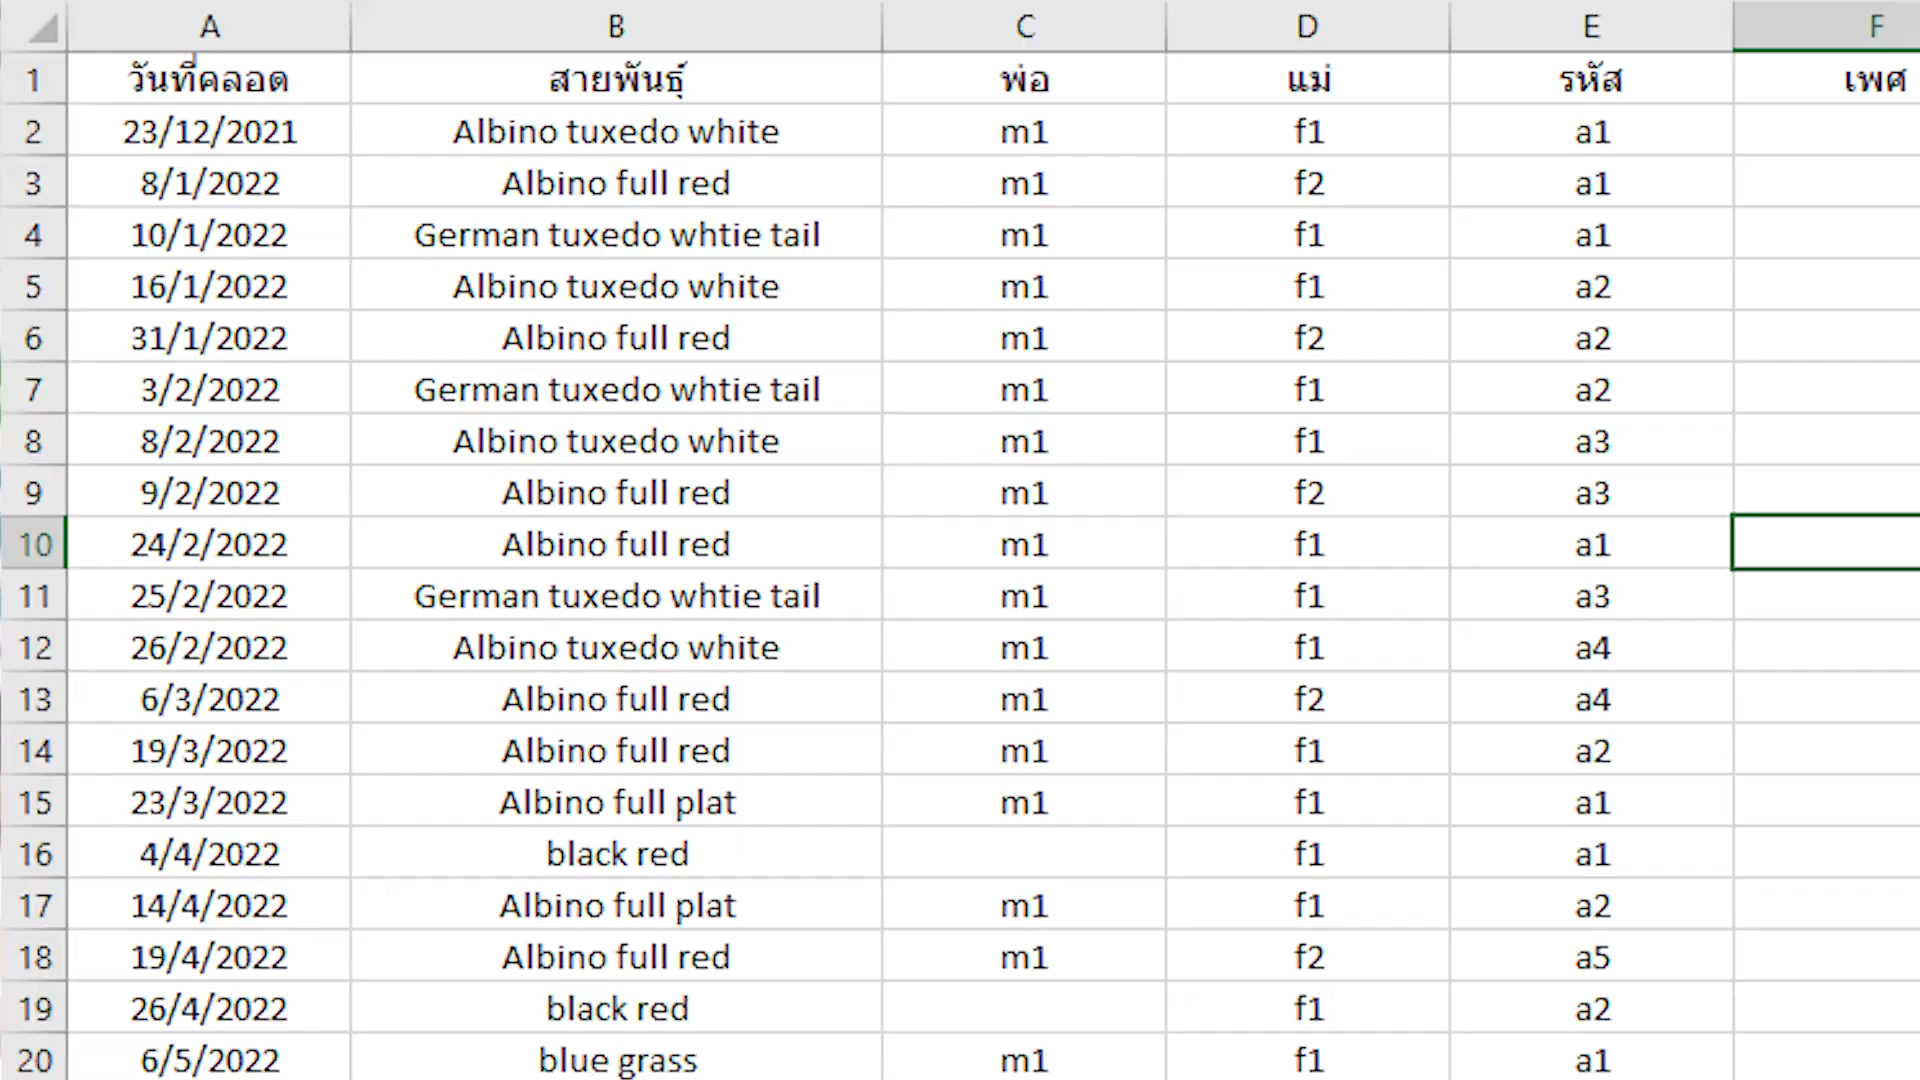 A B C D E F
1 วันที่คลอด สายพันธุ์ พ่อ แม่ รหัส เพศ
2 23/12/2021 Albino tuxedo white m1 f1 a1
3 8/1/2022 Albino full red m1 f2 a1
4 10/1/2022 German tuxedo whtie tail m1 f1 a1
5 16/1/2022 Albino tuxedo white m1 f1 a2
6 31/1/2022 Albino full red m1 f2 a2
7 3/2/2022 German tuxedo whtie tail m1 f1 a2
8 8/2/2022 Albino tuxedo white m1 f1 a3
9 9/2/2022 Albino full red m1 f2 a3
10 24/2/2022 Albino full red m1 f1 a1
11 25/2/2022 German tuxedo whtie tail m1 f1 a3
12 26/2/2022 Albino tuxedo white m1 f1 a4
13 6/3/2022 Albino full red m1 f2 a4
14 19/3/2022 Albino full red m1 f1 a2
15 23/3/2022 Albino full plat m1 f1 a1
16 4/4/2022 black red f1 a1
17 14/4/2022 Albino full plat m1 f1 a2
18 19/4/2022 Albino full red m1 f2 a5
19 26/4/2022 black red f1 a2
20 6/5/2022 blue grass m1 f1 a1